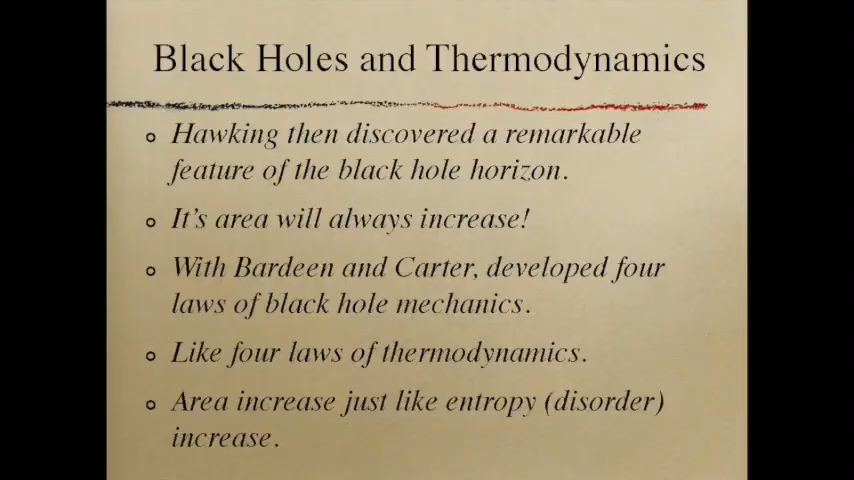 Black Holes and Thermodynamics
Hawking then discovered a remarkable
feature of the black hole horizon.
It's area will always increase!
With Bardeen and Carter, developed four
laws of black hole mechanics.
Like four laws of thermodynamics.
Area increase just like entropy (disorder)
increase.